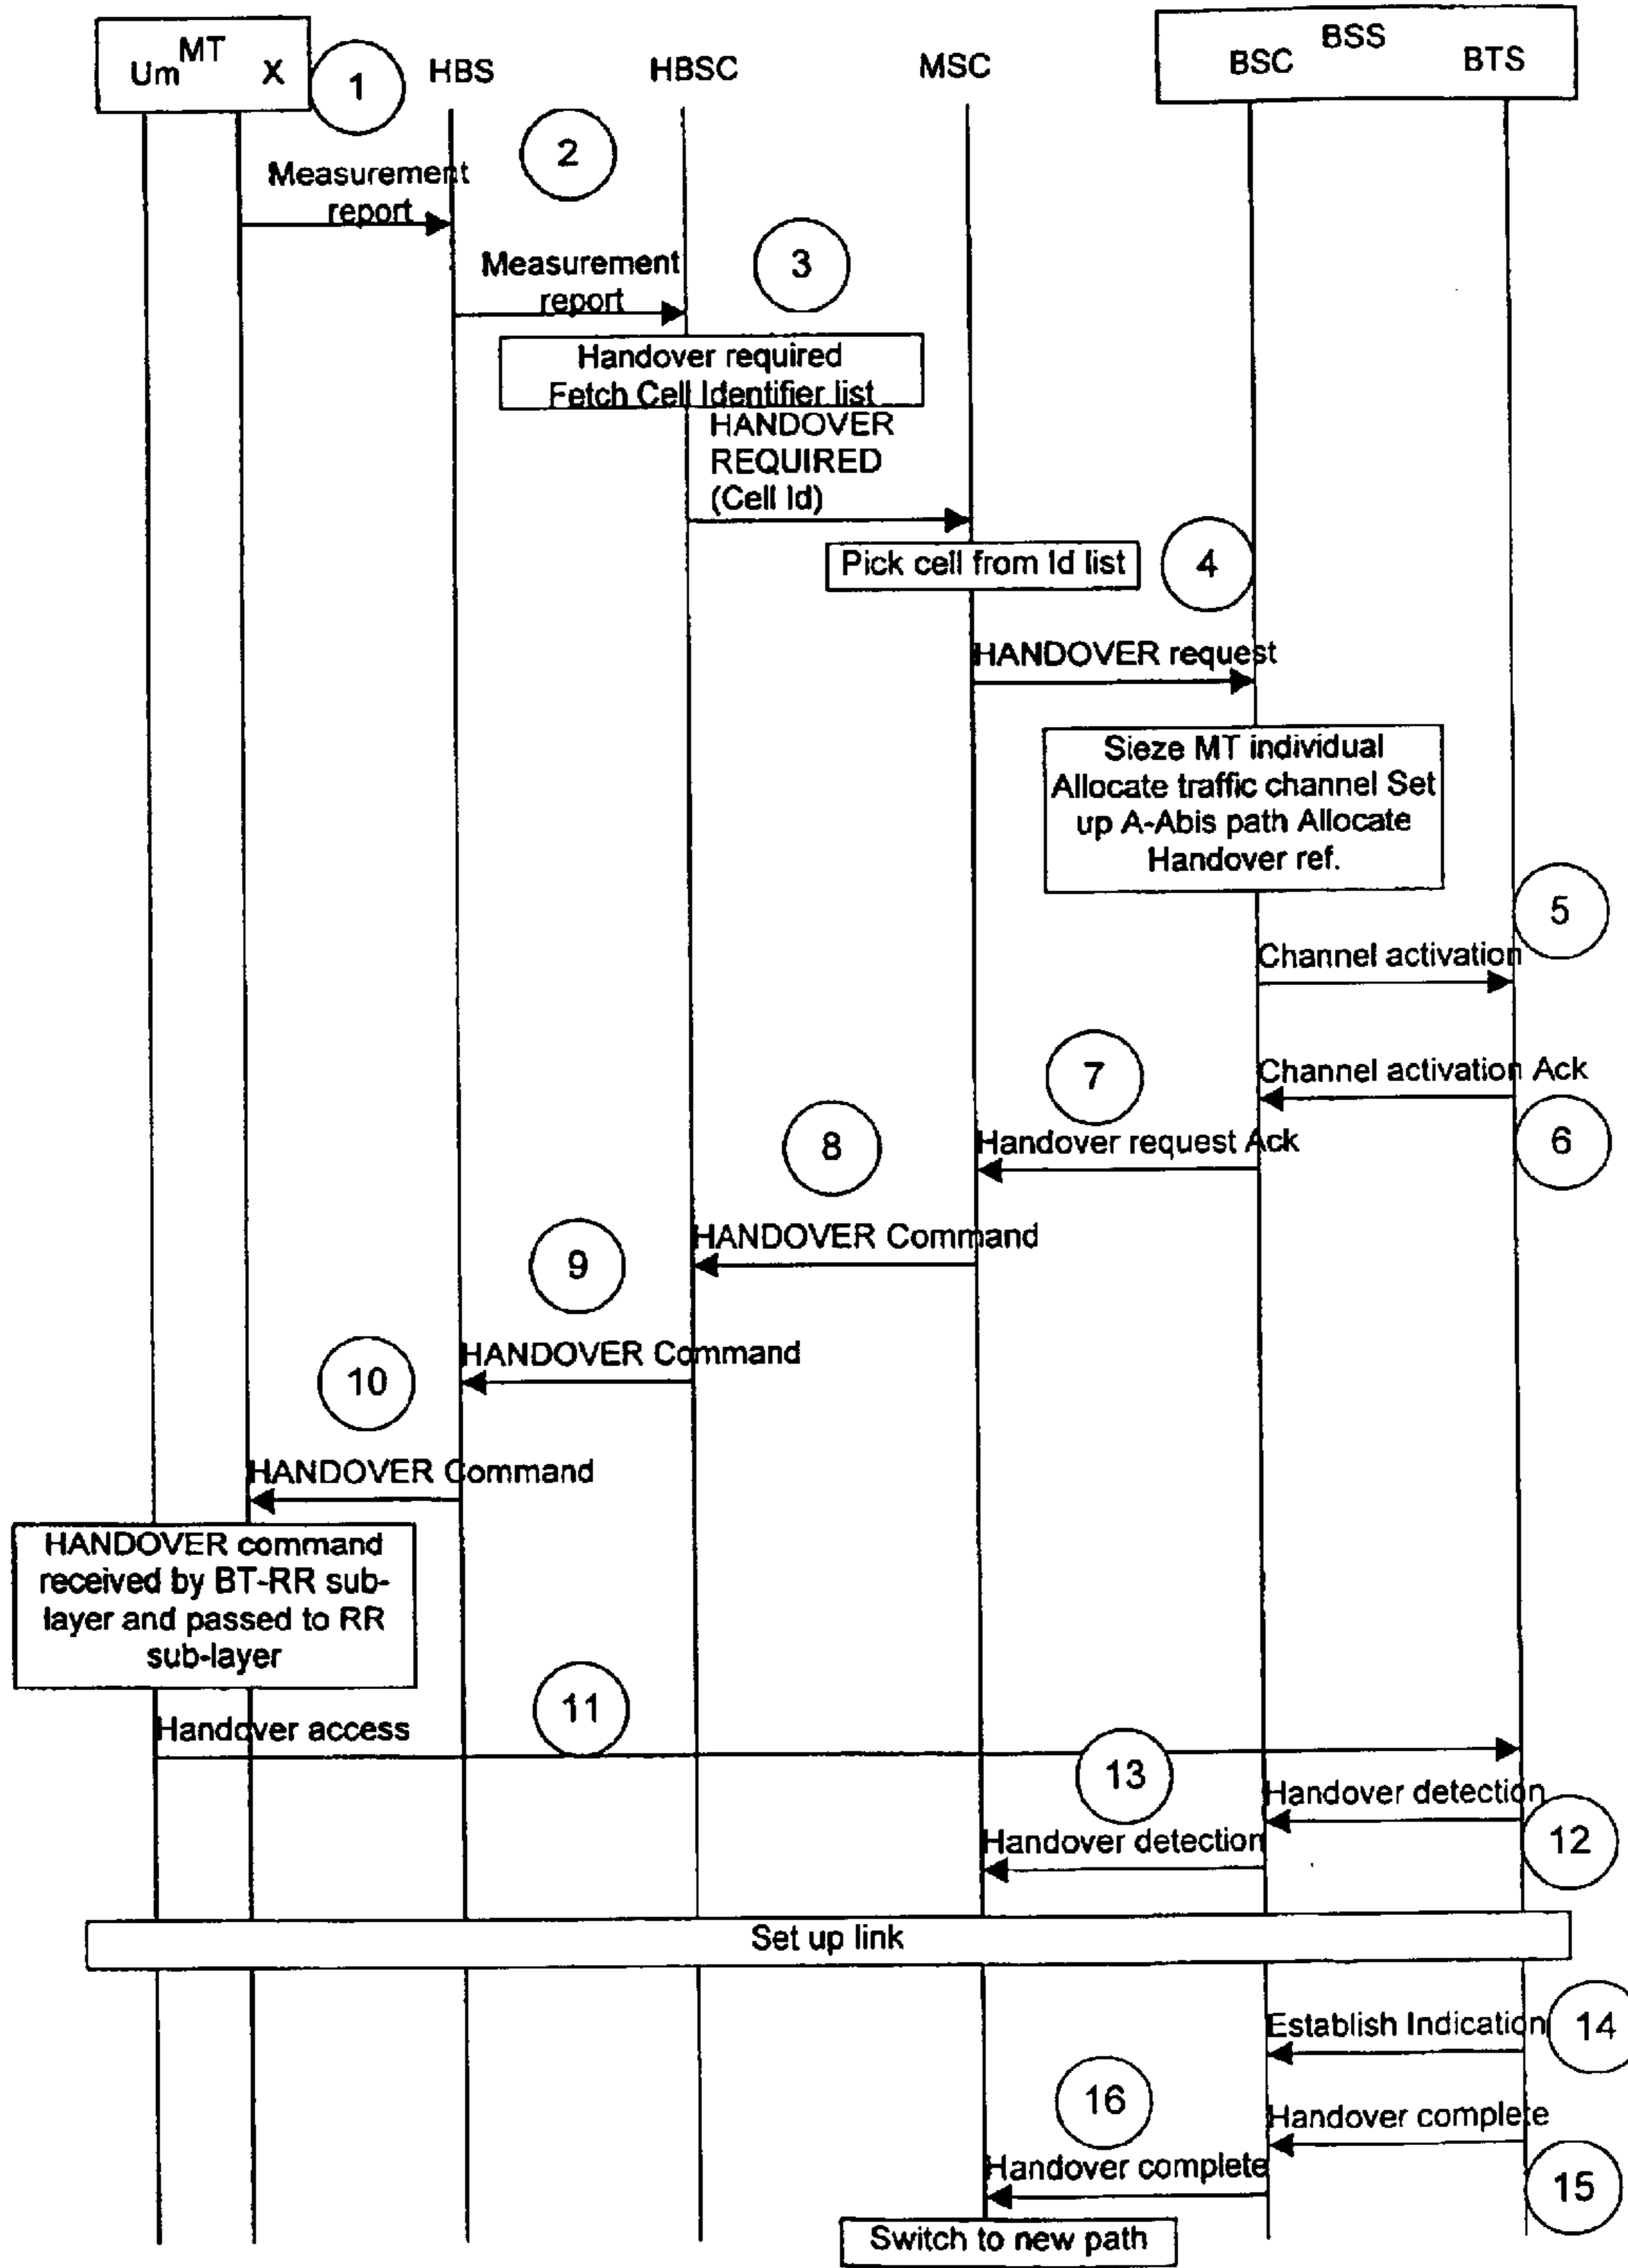 MT
Um X
HBS
HBSC
MSC
BSS
BSC BTS
1
2
Measurement
report
3
Measurement
report
Handover required
Fetch Cell Identifier list
HANDOVER
REQUIRED
(Cell Id)
Pick cell from Id list
4
HANDOVER request
Sieze MT individual
Allocate traffic channel Set
up A-Abis path Allocate
Handover ref.
5
Channel activation
7
Channel activation Ack
8
Handover request Ack
6
9
HANDOVER Command
10
HANDOVER Command
HANDOVER Command
HANDOVER command
received by BT-RR sub-
layer and passed to RR
sub-layer
11
Handover access
13
Handover detection
Handover detection
12
Set up link
Establish Indication
14
16
Handover complete
Handover complete
15
Switch to new path